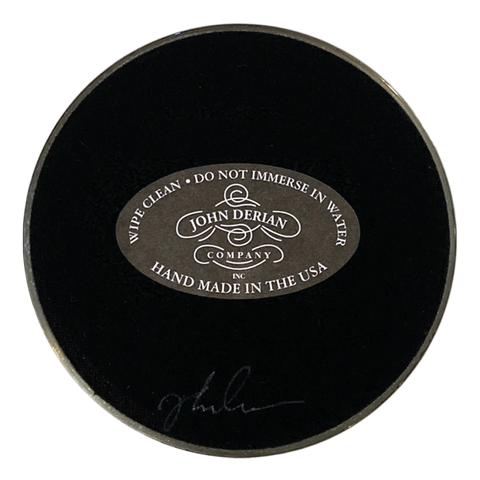 WIPE CLEAN • DO NOT IMMERSE IN WATER
JOHN DERIAN
COMPANY
INC
HAND MADE IN THE USA